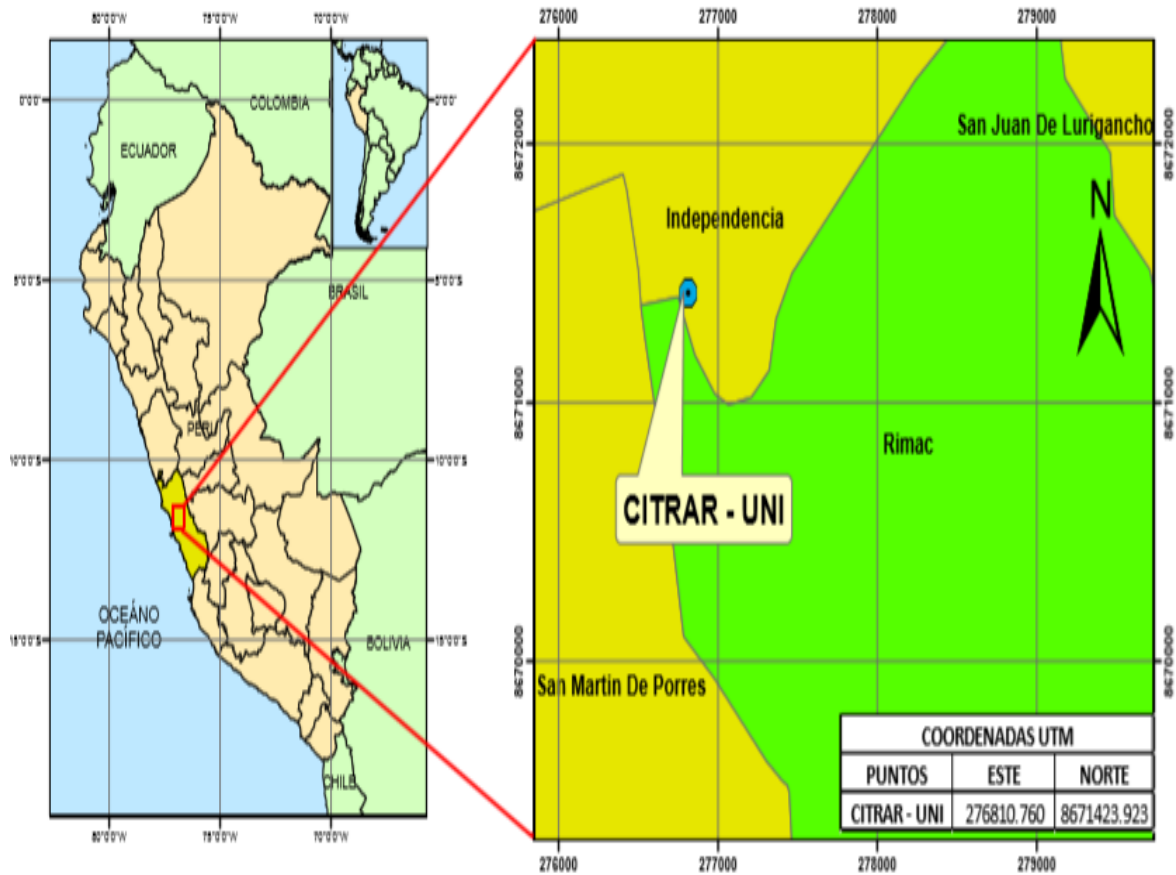 80°0'0"W 75°0'0"W 70°0'0"W
0°0'0" 0°0'0"
COLOMBIA
ECUADOR
5°0'0"S 5°0'0"S
BRASIL
PERU
10°0'0"S 10°0'0"S
OCEÁNO
PACÍFICO
15°0'0"S 15°0'0"S
BOLIVIA
CHILE
80°0'0"W 75°0'0"W 70°0'0"W
276000 277000 278000 279000
San Juan De Lurigancho
8672000 8672000
N
Independencia
8671000 8671000
Rimac
CITRAR - UNI
8670000 8670000
San Martin De Porres
COORDENADAS UTM
PUNTOS ESTE NORTE
CITRAR - UNI 276810.760 8671423.923
276000 277000 278000 279000